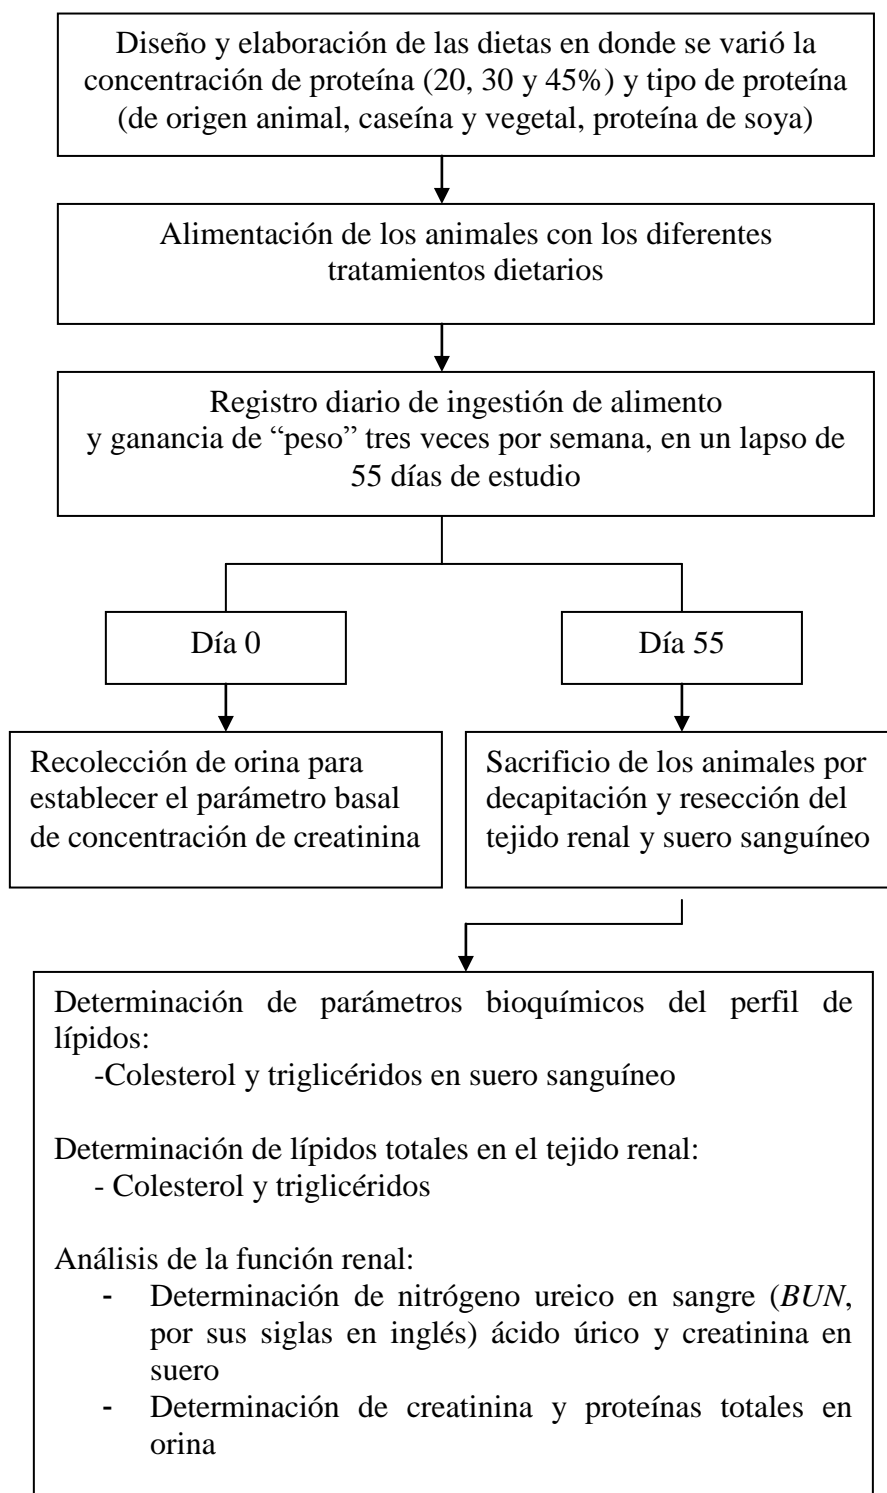 Diseño y elaboración de las dietas en donde se varió la
concentración de proteína (20, 30 y 45%) y tipo de proteína
(de origen animal, caseína y vegetal, proteína de soya)
Alimentación de los animales con los diferentes
tratamientos dietarios
Registro diario de ingestión de alimento
y ganancia de “peso” tres veces por semana, en un lapso de
55 días de estudio
Día 0
Día 55
Recolección de orina para
establecer el parámetro basal
de concentración de creatinina
Sacrificio de los animales por
decapitación y resección del
tejido renal y suero sanguíneo
Determinación de parámetros bioquímicos del perfil de
lípidos:
-Colesterol y triglicéridos en suero sanguíneo
Determinación de lípidos totales en el tejido renal:
- Colesterol y triglicéridos
Análisis de la función renal:
- Determinación de nitrógeno ureico en sangre (BUN,
por sus siglas en inglés) ácido úrico y creatinina en
suero
- Determinación de creatinina y proteínas totales en
orina